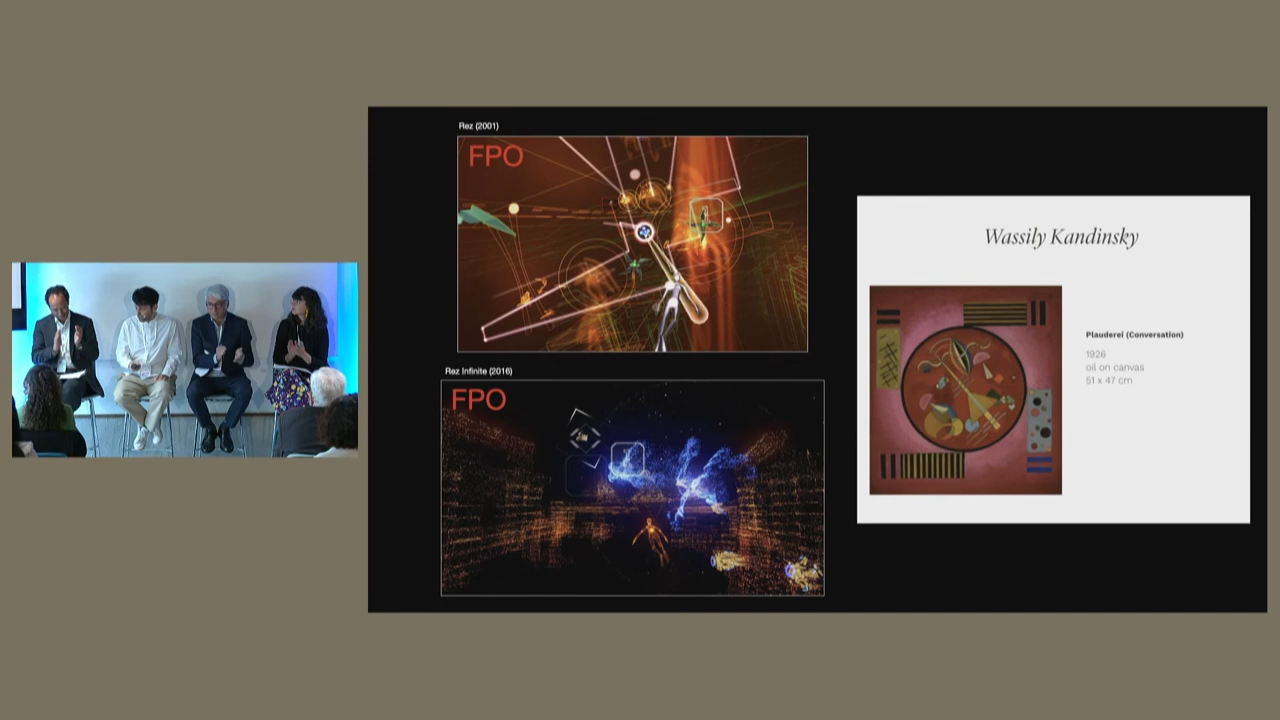 Rez (2001)
FPO
Rez Infinite (2016)
FPO
Wassily Kandinsky
Plauderei (Conversation)
1926
oil on canvas
51 x 47 cm